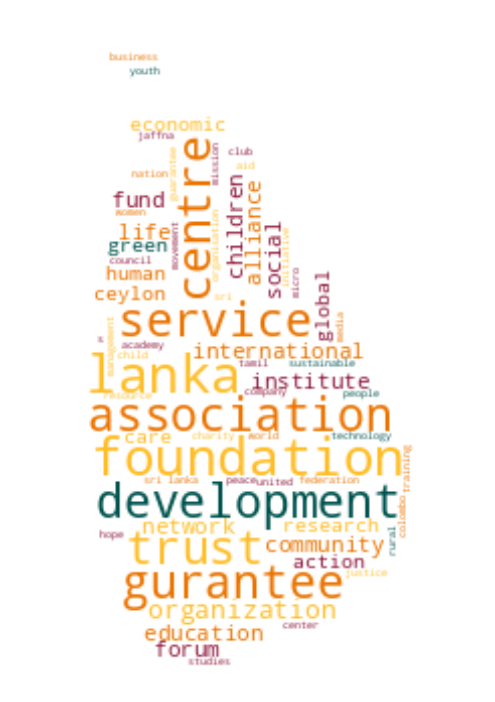 business
youth
economic
jaffna
centre
mission
club
guarantee
aid
nation
children
alliance
fund
women
organisation
life
movement
social
initiative
green
council
human
micro
global
ceylon
sri
service
media
s
management
academy
international
child
tamil
sustainable
lanka
institute
resource
company
people
association
care
charity
world
technology
foundation
training
sri lanka
peace
united
federation
development
colombo
network
research
hope
rural
trust
community
action
gurantee
justice
organization
center
education
forum
studies